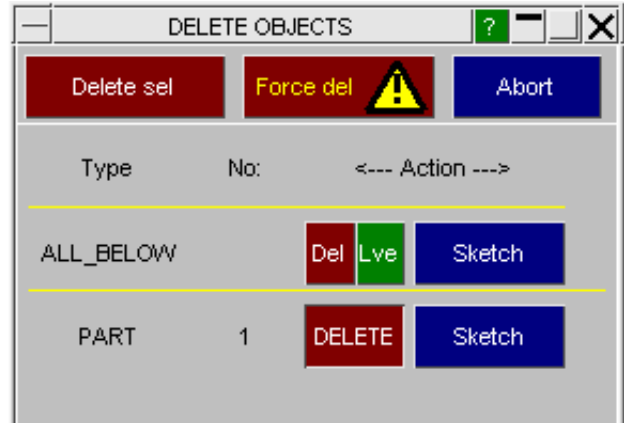 DELETE OBJECTS ?
Delete sel Force del ! Abort
Type No: <--- Action --->
ALL_BELOW Del Lve Sketch
PART 1 DELETE Sketch